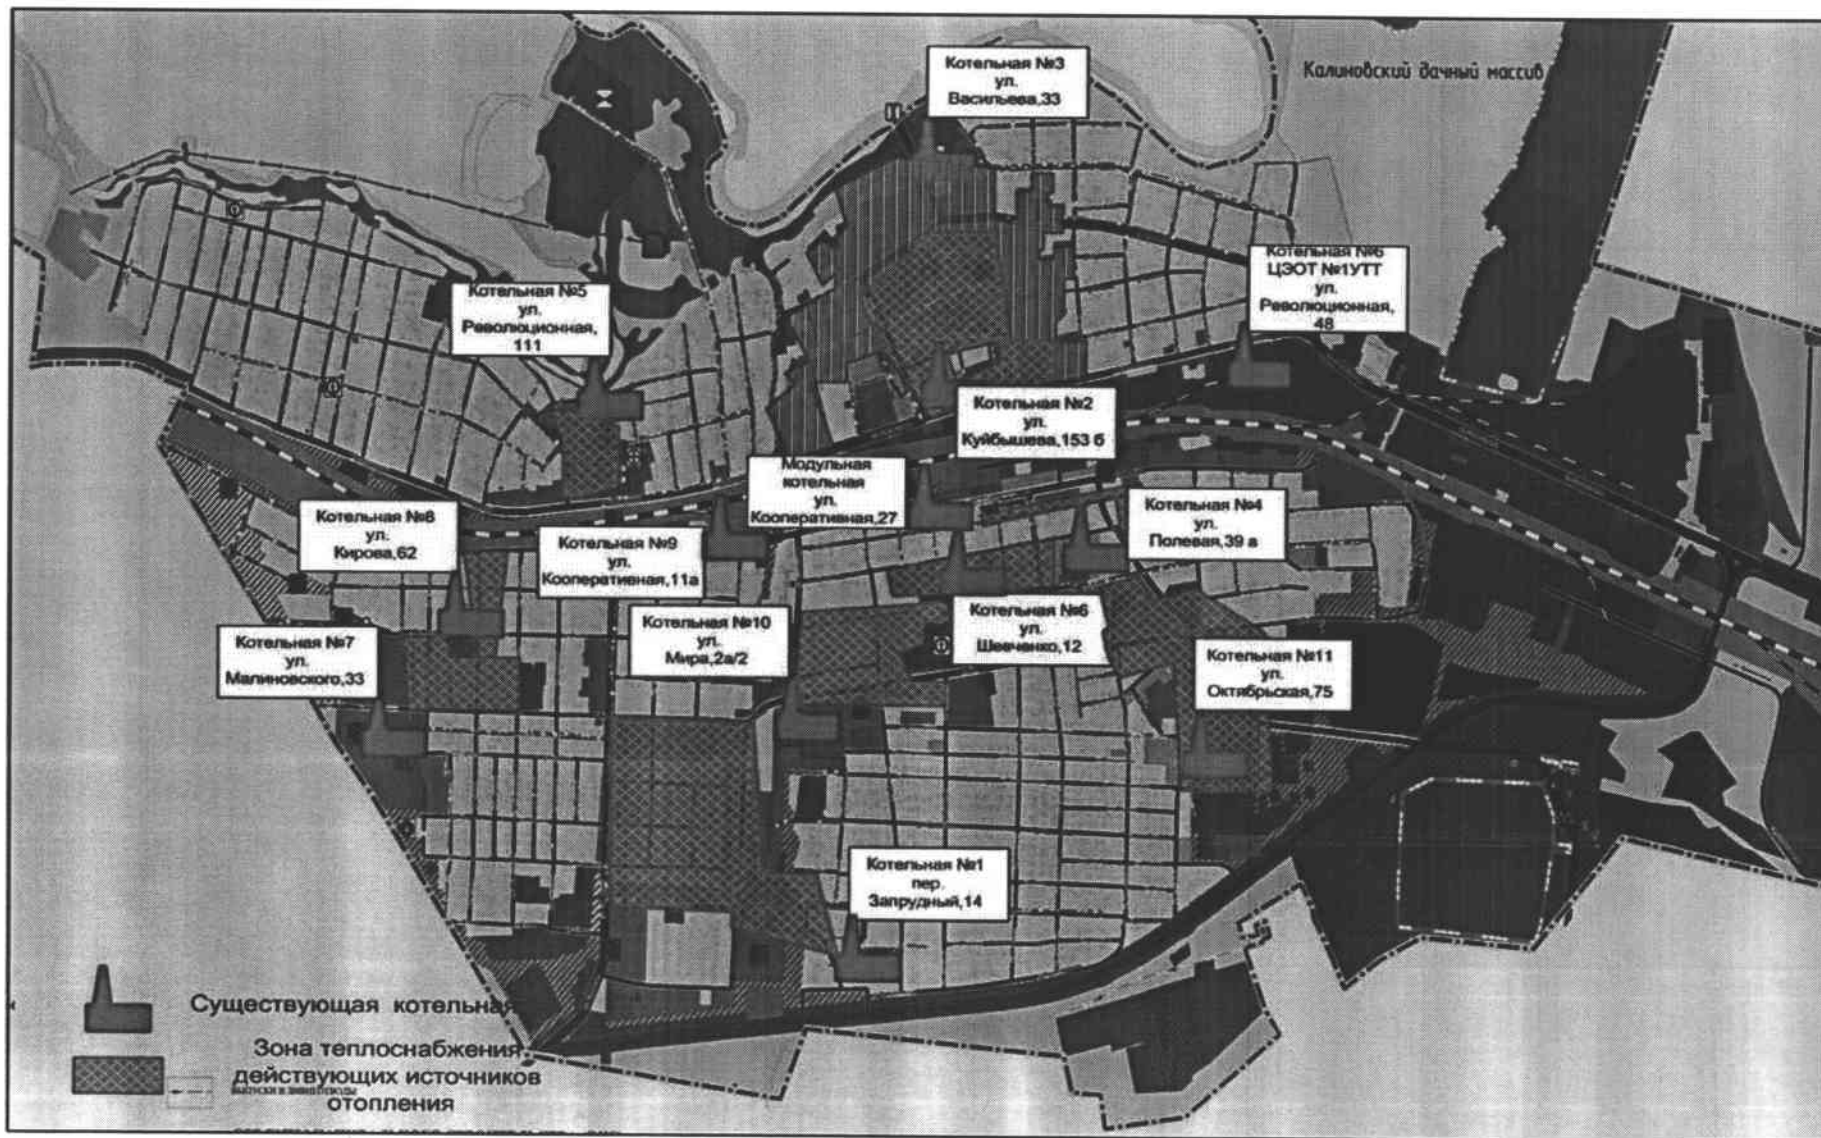 Котельная №3
ул.
Васильева,33
Калиновский дачный массив
Котельная №6
ЦЭОТ №1УТТ
ул.
Революционная,
48
Котельная №5
ул.
Революционная,
111
Котельная №2
ул.
Куйбышева,153 б
Модульная
котельная
ул.
Кооперативная,27
Котельная №4
ул.
Полевая,39 а
Котельная №8
ул.
Кирова,62
Котельная №9
ул.
Кооперативная,11а
Котельная №10
ул.
Мира,2а/2
Котельная №6
ул.
Шевченко,12
Котельная №7
ул.
Малиновского,33
Котельная №11
ул.
Октябрьская,75
Котельная №1
пер.
Запрудный,14
Существующая котельная
Зона теплоснабжения
действующих источников
отопления